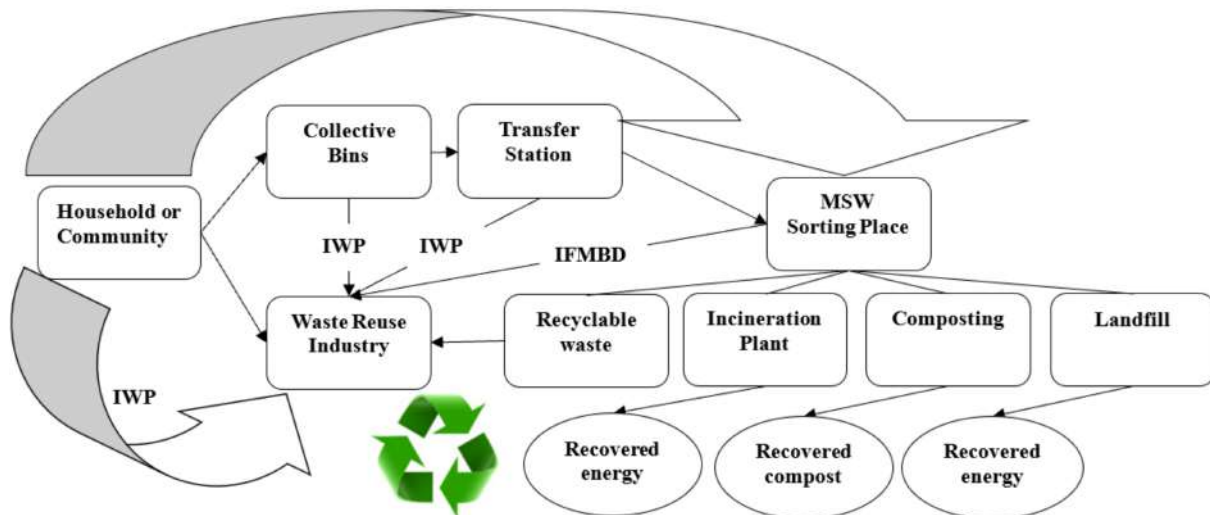 Collective
Bins
Transfer
Station
Household or
Community
MSW
Sorting Place
IWP
IWP
IFMBD
Waste Reuse
Industry
Recyclable
waste
Incineration
Plant
Composting
Landfill
IWP
Recovered
energy
Recovered
compost
Recovered
energy